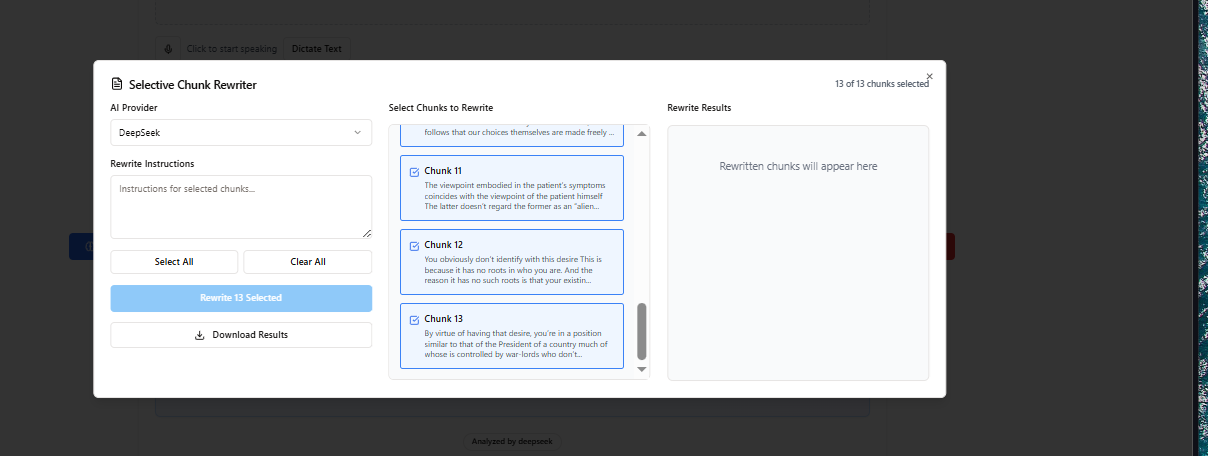 Click to start speaking
Dictate Text
Selective Chunk Rewriter
13 of 13 chunks selected
×
AI Provider
DeepSeek
Rewrite Instructions
Instructions for selected chunks...
Select All
Clear All
Rewrite 13 Selected
Download Results
Select Chunks to Rewrite
follows that our choices themselves are made freely ...
Chunk 11
The viewpoint embodied in the patient's symptoms
coincides with the viewpoint of the patient himself
The latter doesn't regard the former as an "alien...
Chunk 12
You obviously don't identify with this desire This is
because it has no roots in who you are. And the
reason it has no such roots is that your existin...
Chunk 13
By virtue of having that desire, you're in a position
similar to that of the President of a country much of
whose is controlled by war-lords who don't...
Rewrite Results
Rewritten chunks will appear here
Analyzed by deepseek